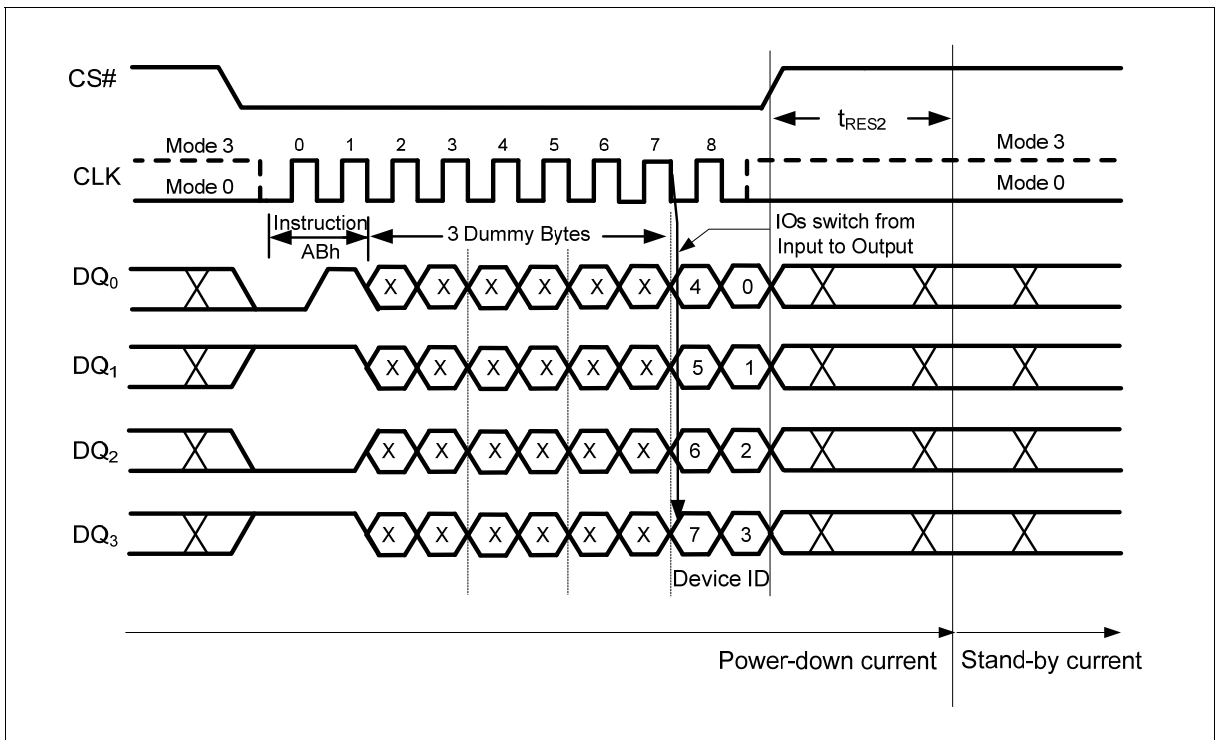 CS#
t_RES2
0 1 2 3 4 5 6 7 8
Mode 3
Mode 3
CLK
Mode 0
Mode 0
Instruction
ABh
3 Dummy Bytes
IOs switch from
Input to Output
DQ0
X X X X X X 4 0
DQ1
X X X X X X 5 1
DQ2
X X X X X X 6 2
DQ3
X X X X X X 7 3
Device ID
Power-down current
Stand-by current